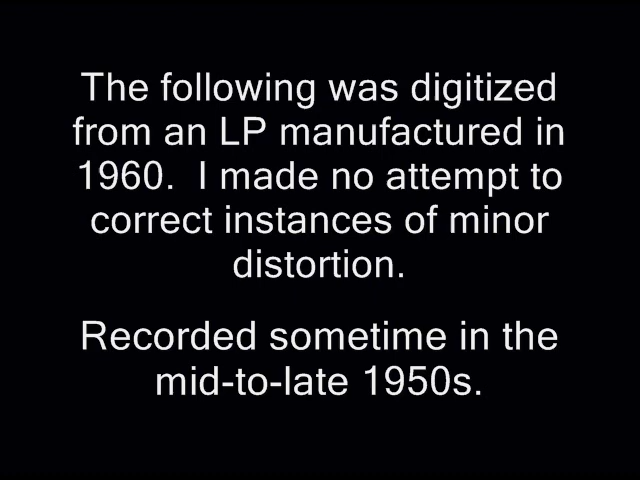 The following was digitized
from an LP manufactured in
1960.  I made no attempt to
correct instances of minor
distortion.
Recorded sometime in the
mid-to-late 1950s.